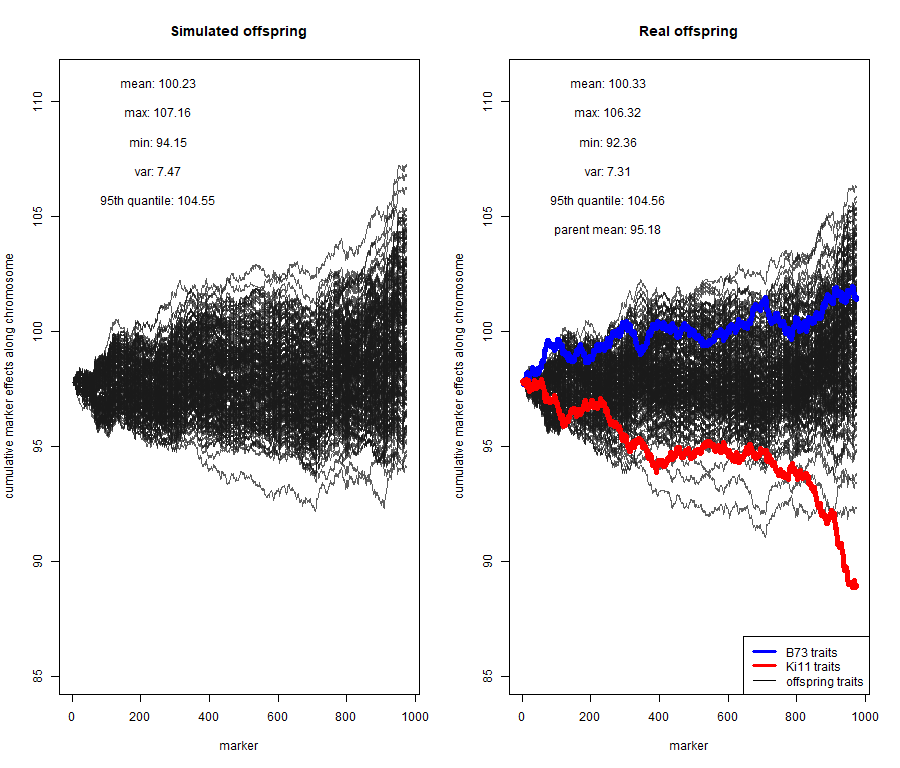 Simulated offspring
mean: 100.23
max: 107.16
min: 94.15
var: 7.47
95th quantile: 104.55
cumulative marker effects along chromosome
85
90
95
100
105
110
0
200
400
600
800
1000
marker
Real offspring
mean: 100.33
max: 106.32
min: 92.36
var: 7.31
95th quantile: 104.56
parent mean: 95.18
cumulative marker effects along chromosome
85
90
95
100
105
110
B73 traits
Ki11 traits
offspring traits
0
200
400
600
800
1000
marker